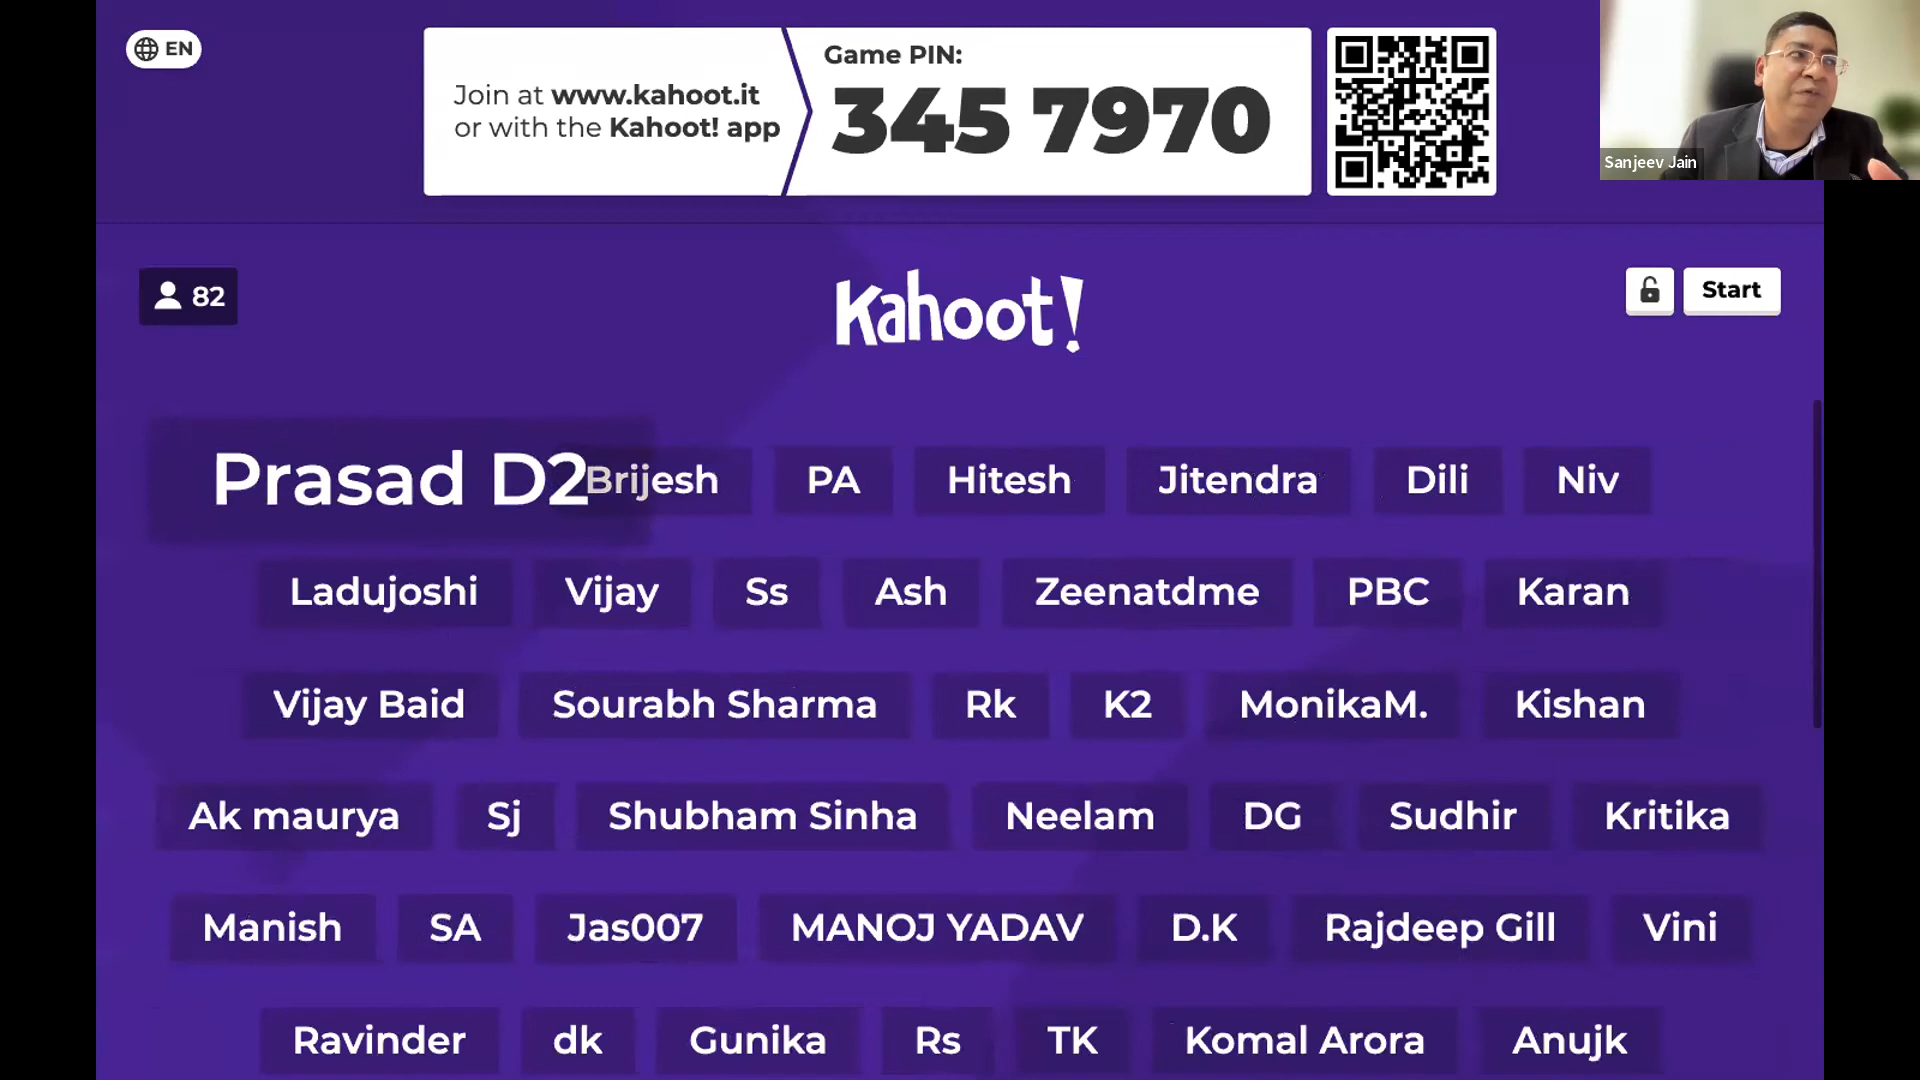 EN
Join at www.kahoot.it
or with the Kahoot! app
Game PIN:
345 7970
Sanjeev Jain
82
Kahoot!
Start
Prasad D2 Brijesh PA Hitesh Jitendra Dili Niv
Ladujoshi Vijay Ss Ash Zeenatdme PBC Karan
Vijay Baid Sourabh Sharma Rk K2 MonikaM. Kishan
Ak maurya Sj Shubham Sinha Neelam DG Sudhir Kritika
Manish SA Jas007 MANOJ YADAV D.K Rajdeep Gill Vini
Ravinder dk Gunika Rs TK Komal Arora Anujk